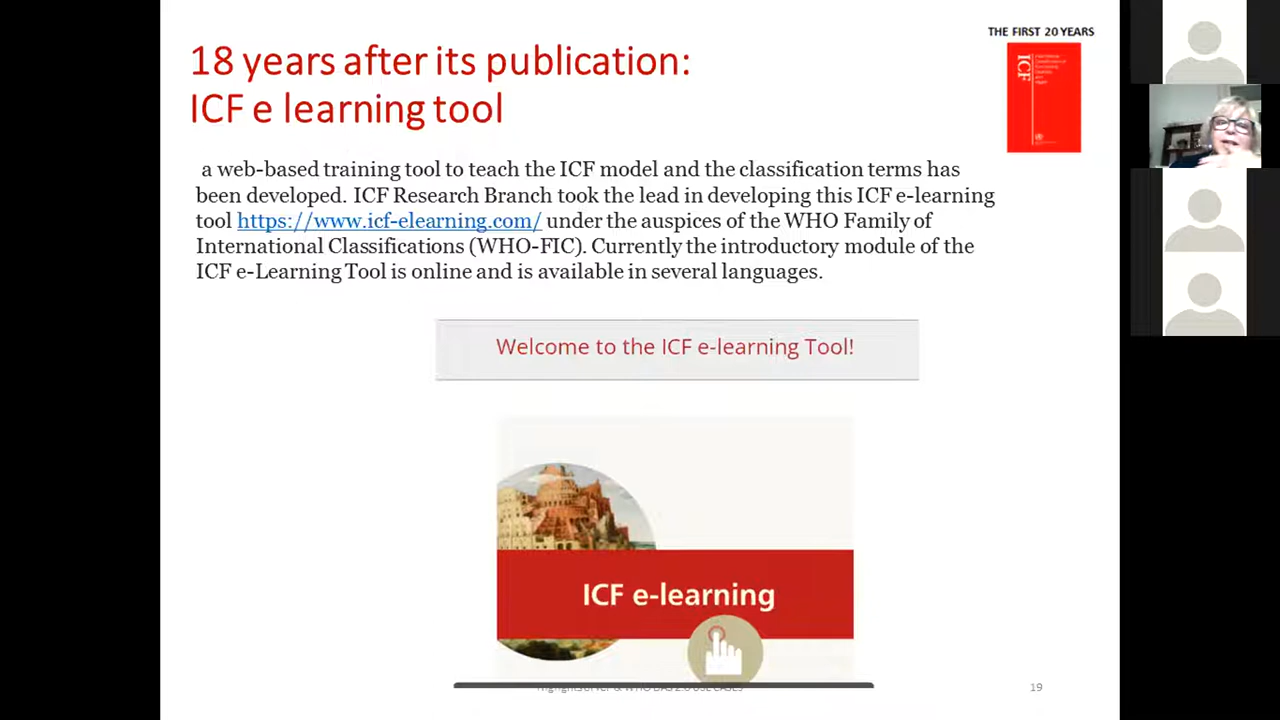 THE FIRST 20 YEARS
18 years after its publication:
ICF e learning tool
ICF
a web-based training tool to teach the ICF model and the classification terms has
been developed. ICF Research Branch took the lead in developing this ICF e-learning
tool https://www.icf-elearning.com/ under the auspices of the WHO Family of
International Classifications (WHO-FIC). Currently the introductory module of the
ICF e-Learning Tool is online and is available in several languages.
Welcome to the ICF e-learning Tool!
ICF e-learning
19